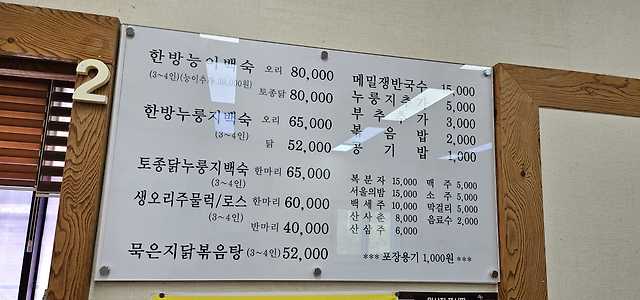 2
한방능이백숙 오리 80,000
(3~4인)(능이추가 30,000원)
토종닭 80,000
한방누룽지백숙 오리 65,000
(3~4인)
닭 52,000
토종닭누룽지백숙 한마리 65,000
(3~4인)
생오리주물럭/로스 한마리 60,000
(3~4인)
반마리 40,000
묵은지닭볶음탕 (3~4인) 52,000
메밀쟁반국수 15,000
누룽지추가 5,000
부추추가 3,000
볶음밥 2,000
공기밥 1,000
복분자 15,000 맥주 5,000
서울의밤 15,000 소주 5,000
백세주 10,000 막걸리 5,000
산사춘 8,000 음료수 2,000
산삼주 6,000
*** 포장용기 1,000원 ***